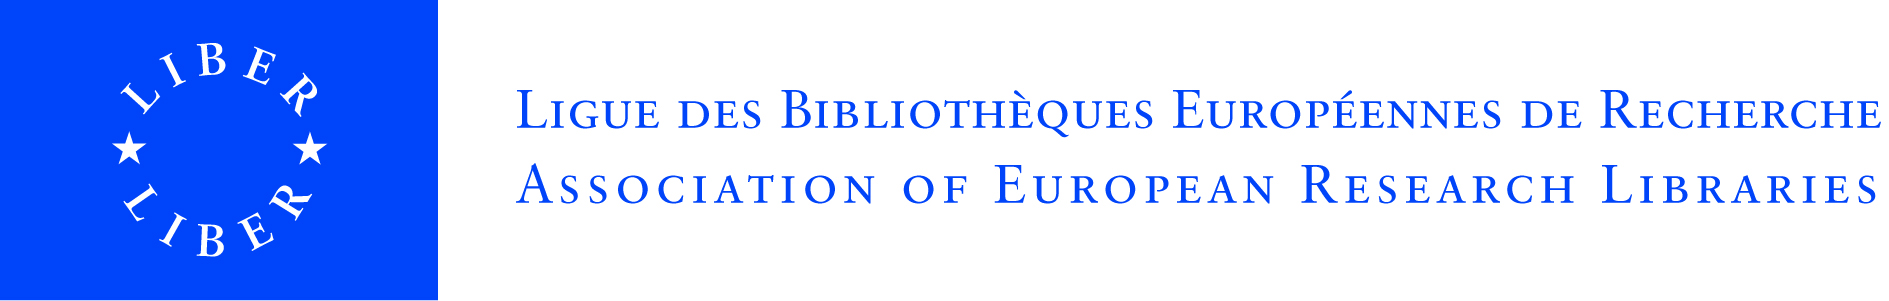 LIBER
LIBER
LIGUE DES BIBLIOTHÈQUES EUROPÉENNES DE RECHERCHE
ASSOCIATION OF EUROPEAN RESEARCH LIBRARIES